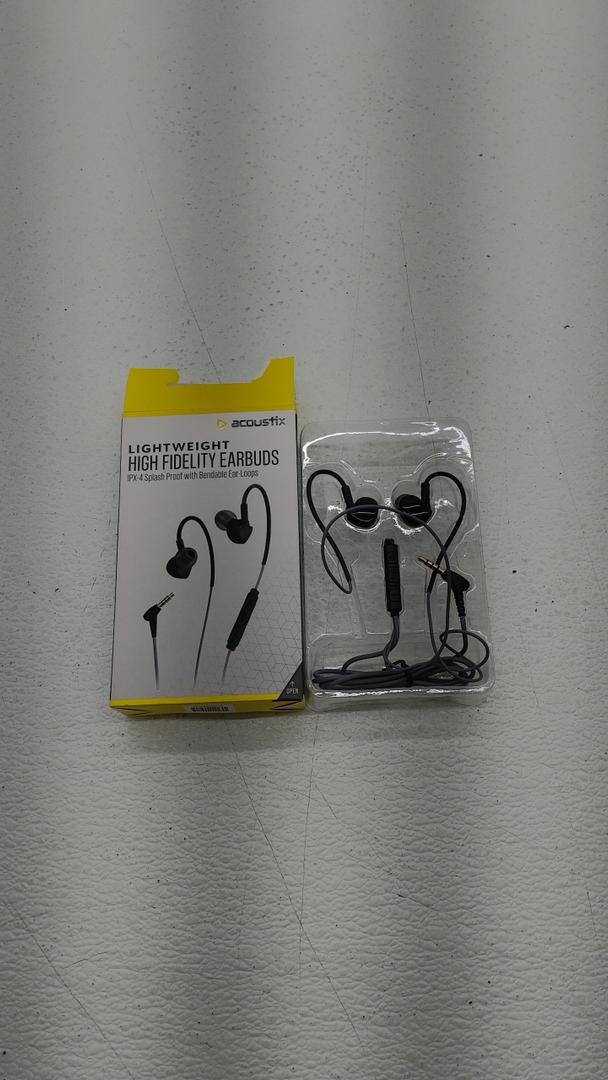 acoustix
LIGHTWEIGHT
HIGH FIDELITY EARBUDS
IPX-4 Splash Proof with Bendable Ear-Loops
OPEN